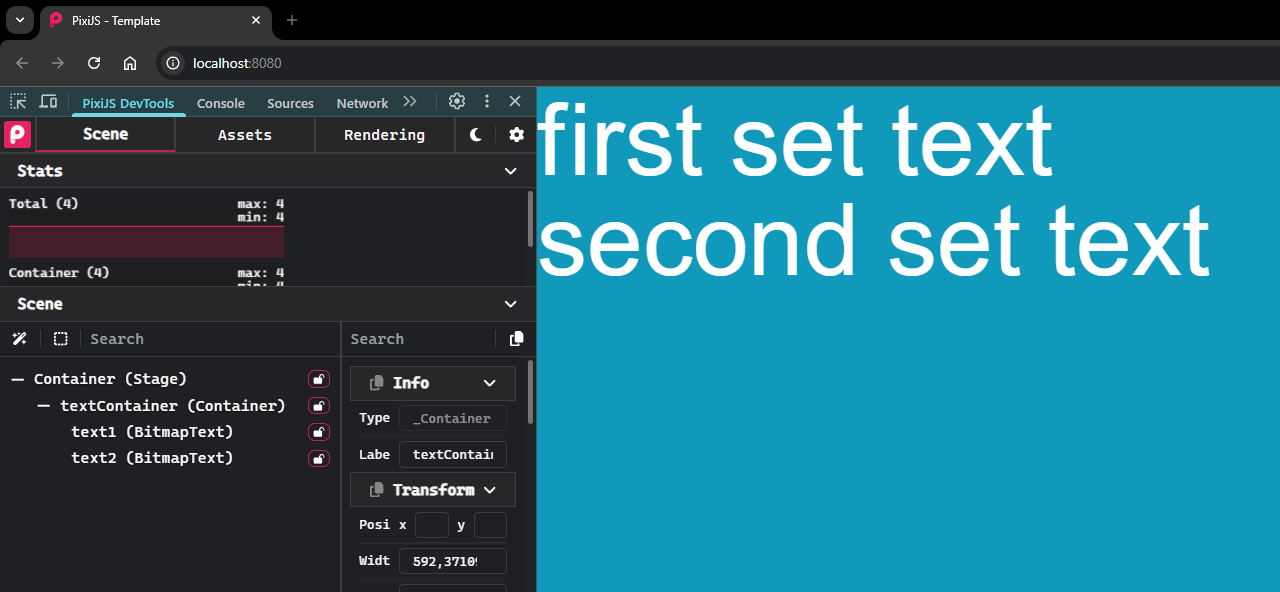 PixiJS - Template
localhost:8080
PixiJS DevTools Console Sources Network
Scene Assets Rendering
Stats
Total (4) max: 4
min: 4
Container (4) max: 4
min: 4
Scene
Search
Container (Stage)
textContainer (Container)
text1 (BitmapText)
text2 (BitmapText)
Search
Info
Type _Container
Labe textContai
Transform
Posi x y
Widt 592,3710
first set text
second set text